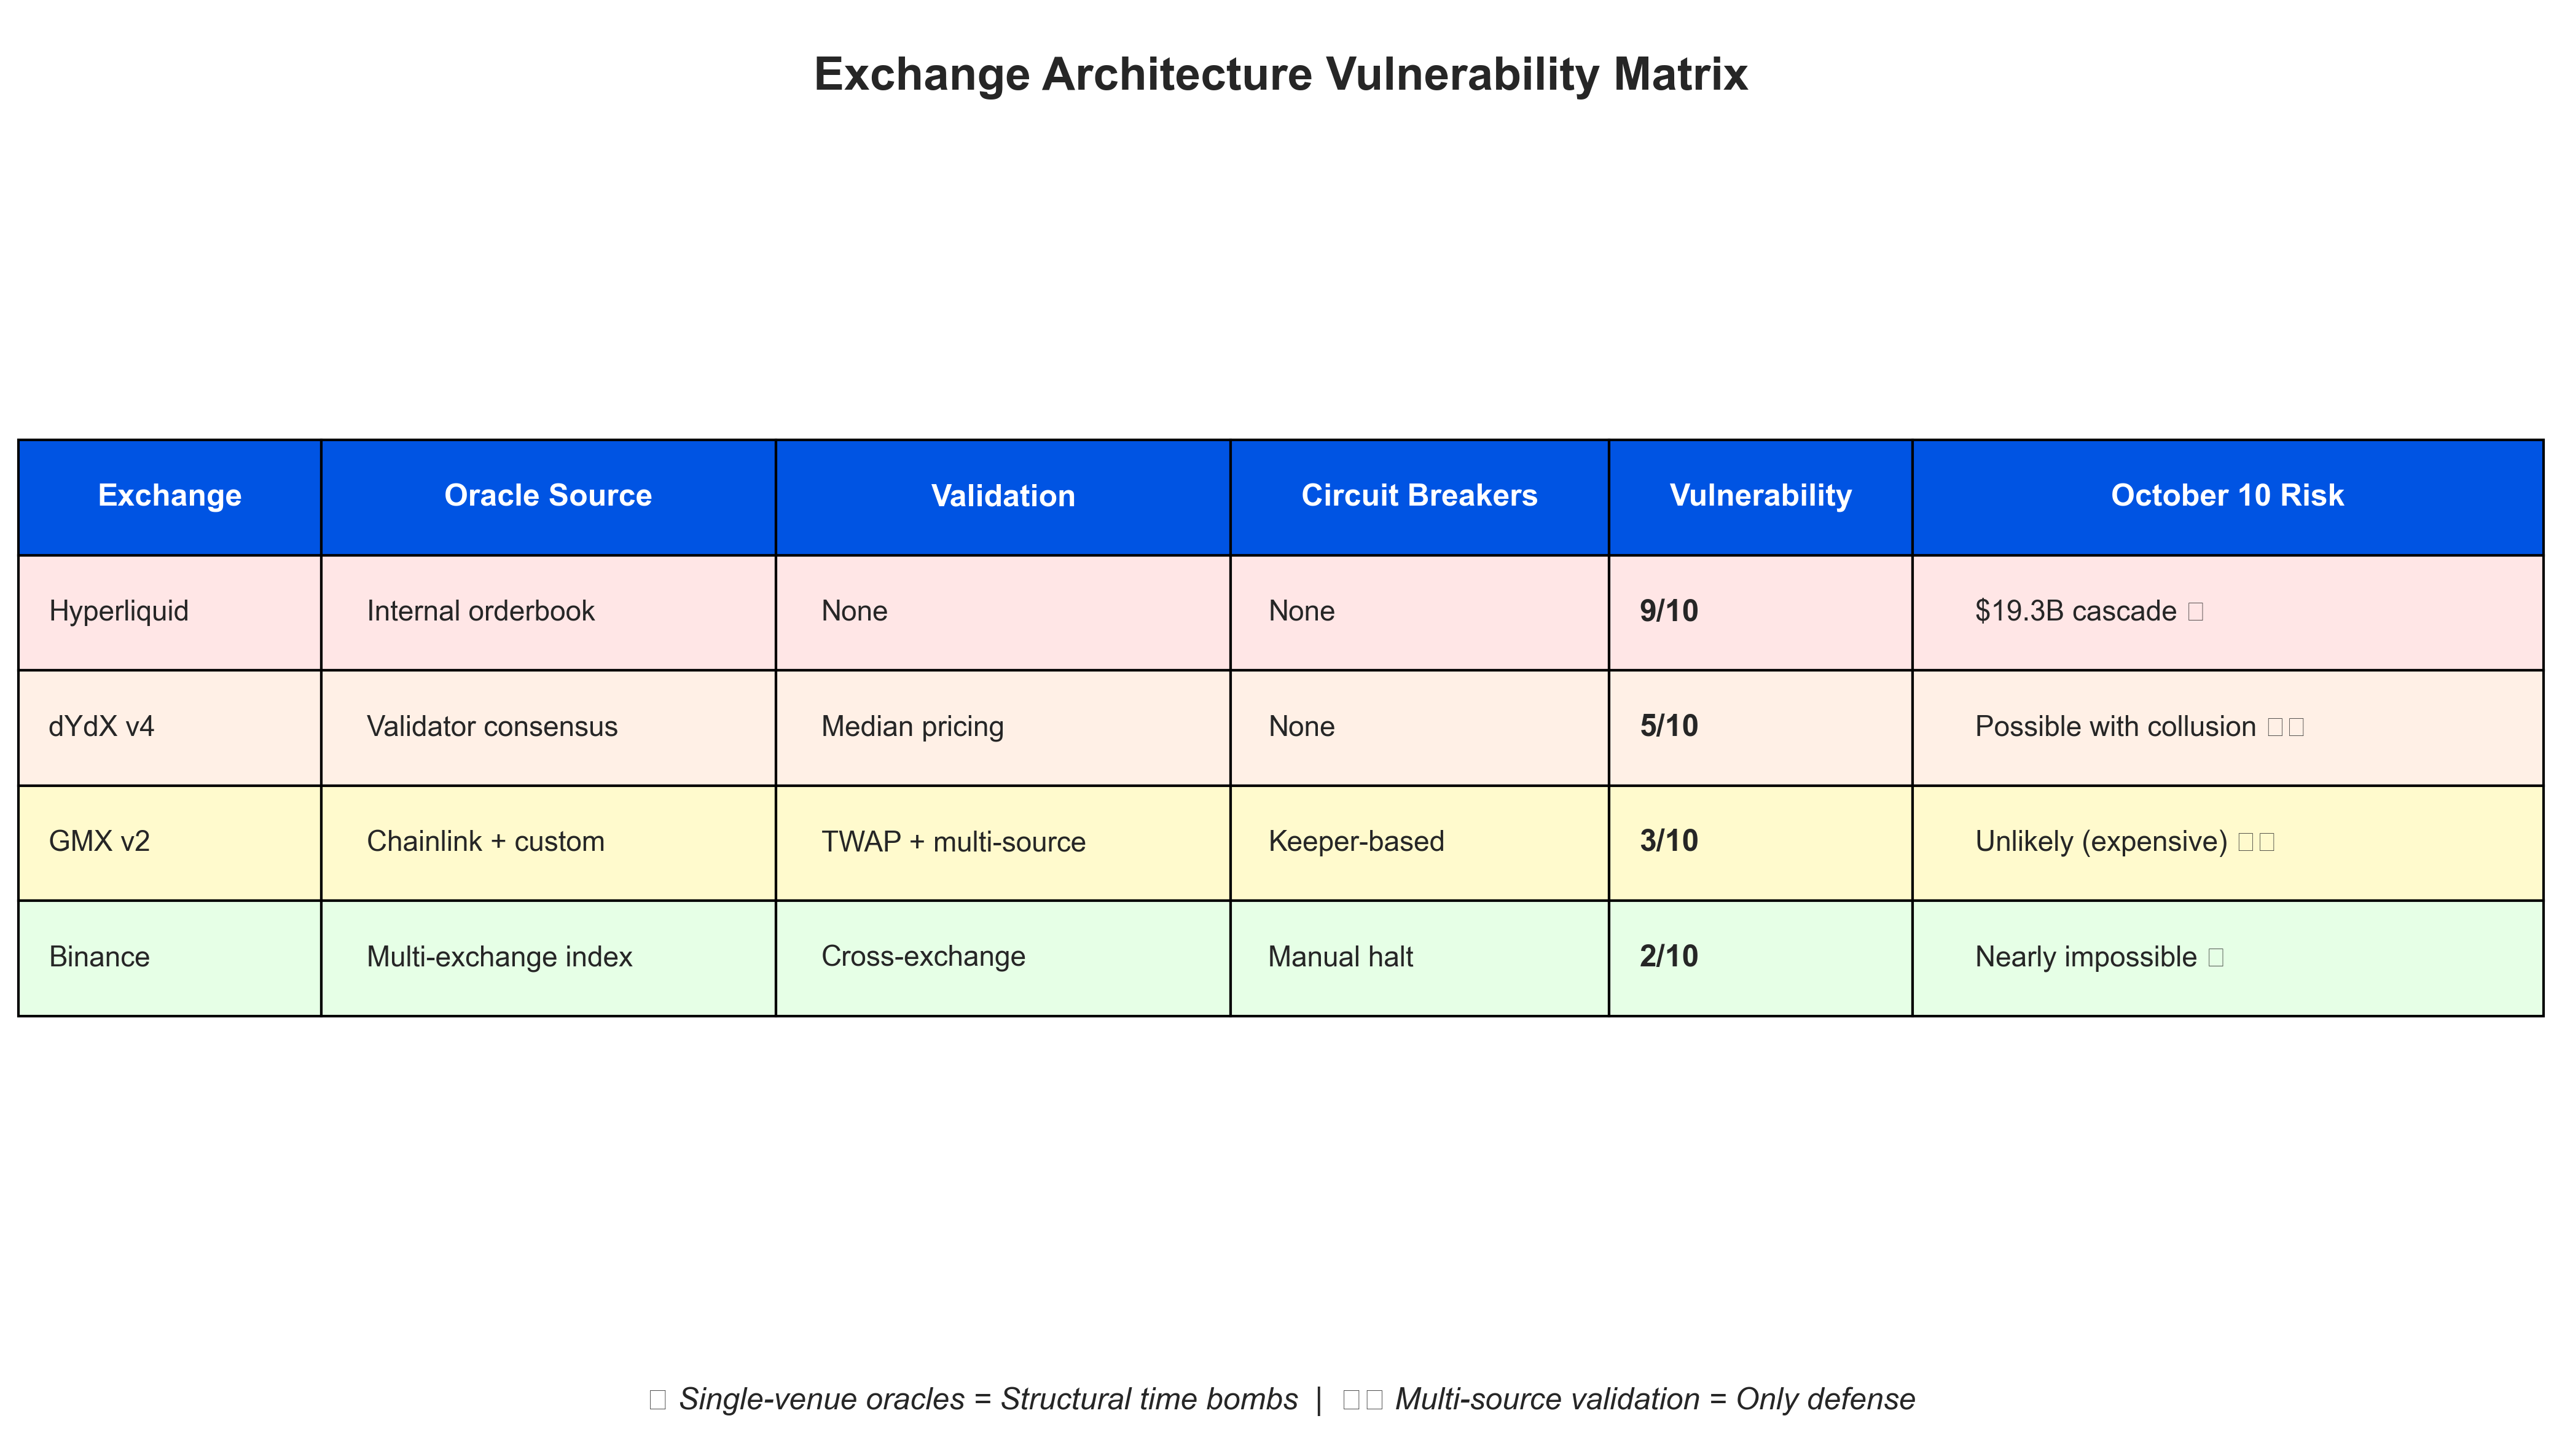 Exchange Architecture Vulnerability Matrix
Exchange Oracle Source Validation Circuit Breakers Vulnerability October 10 Risk
Hyperliquid Internal orderbook None None 9/10 $19.3B cascade □
dYdX v4 Validator consensus Median pricing None 5/10 Possible with collusion □□
GMX v2 Chainlink + custom TWAP + multi-source Keeper-based 3/10 Unlikely (expensive) □□
Binance Multi-exchange index Cross-exchange Manual halt 2/10 Nearly impossible □
□ Single-venue oracles = Structural time bombs | □□ Multi-source validation = Only defense